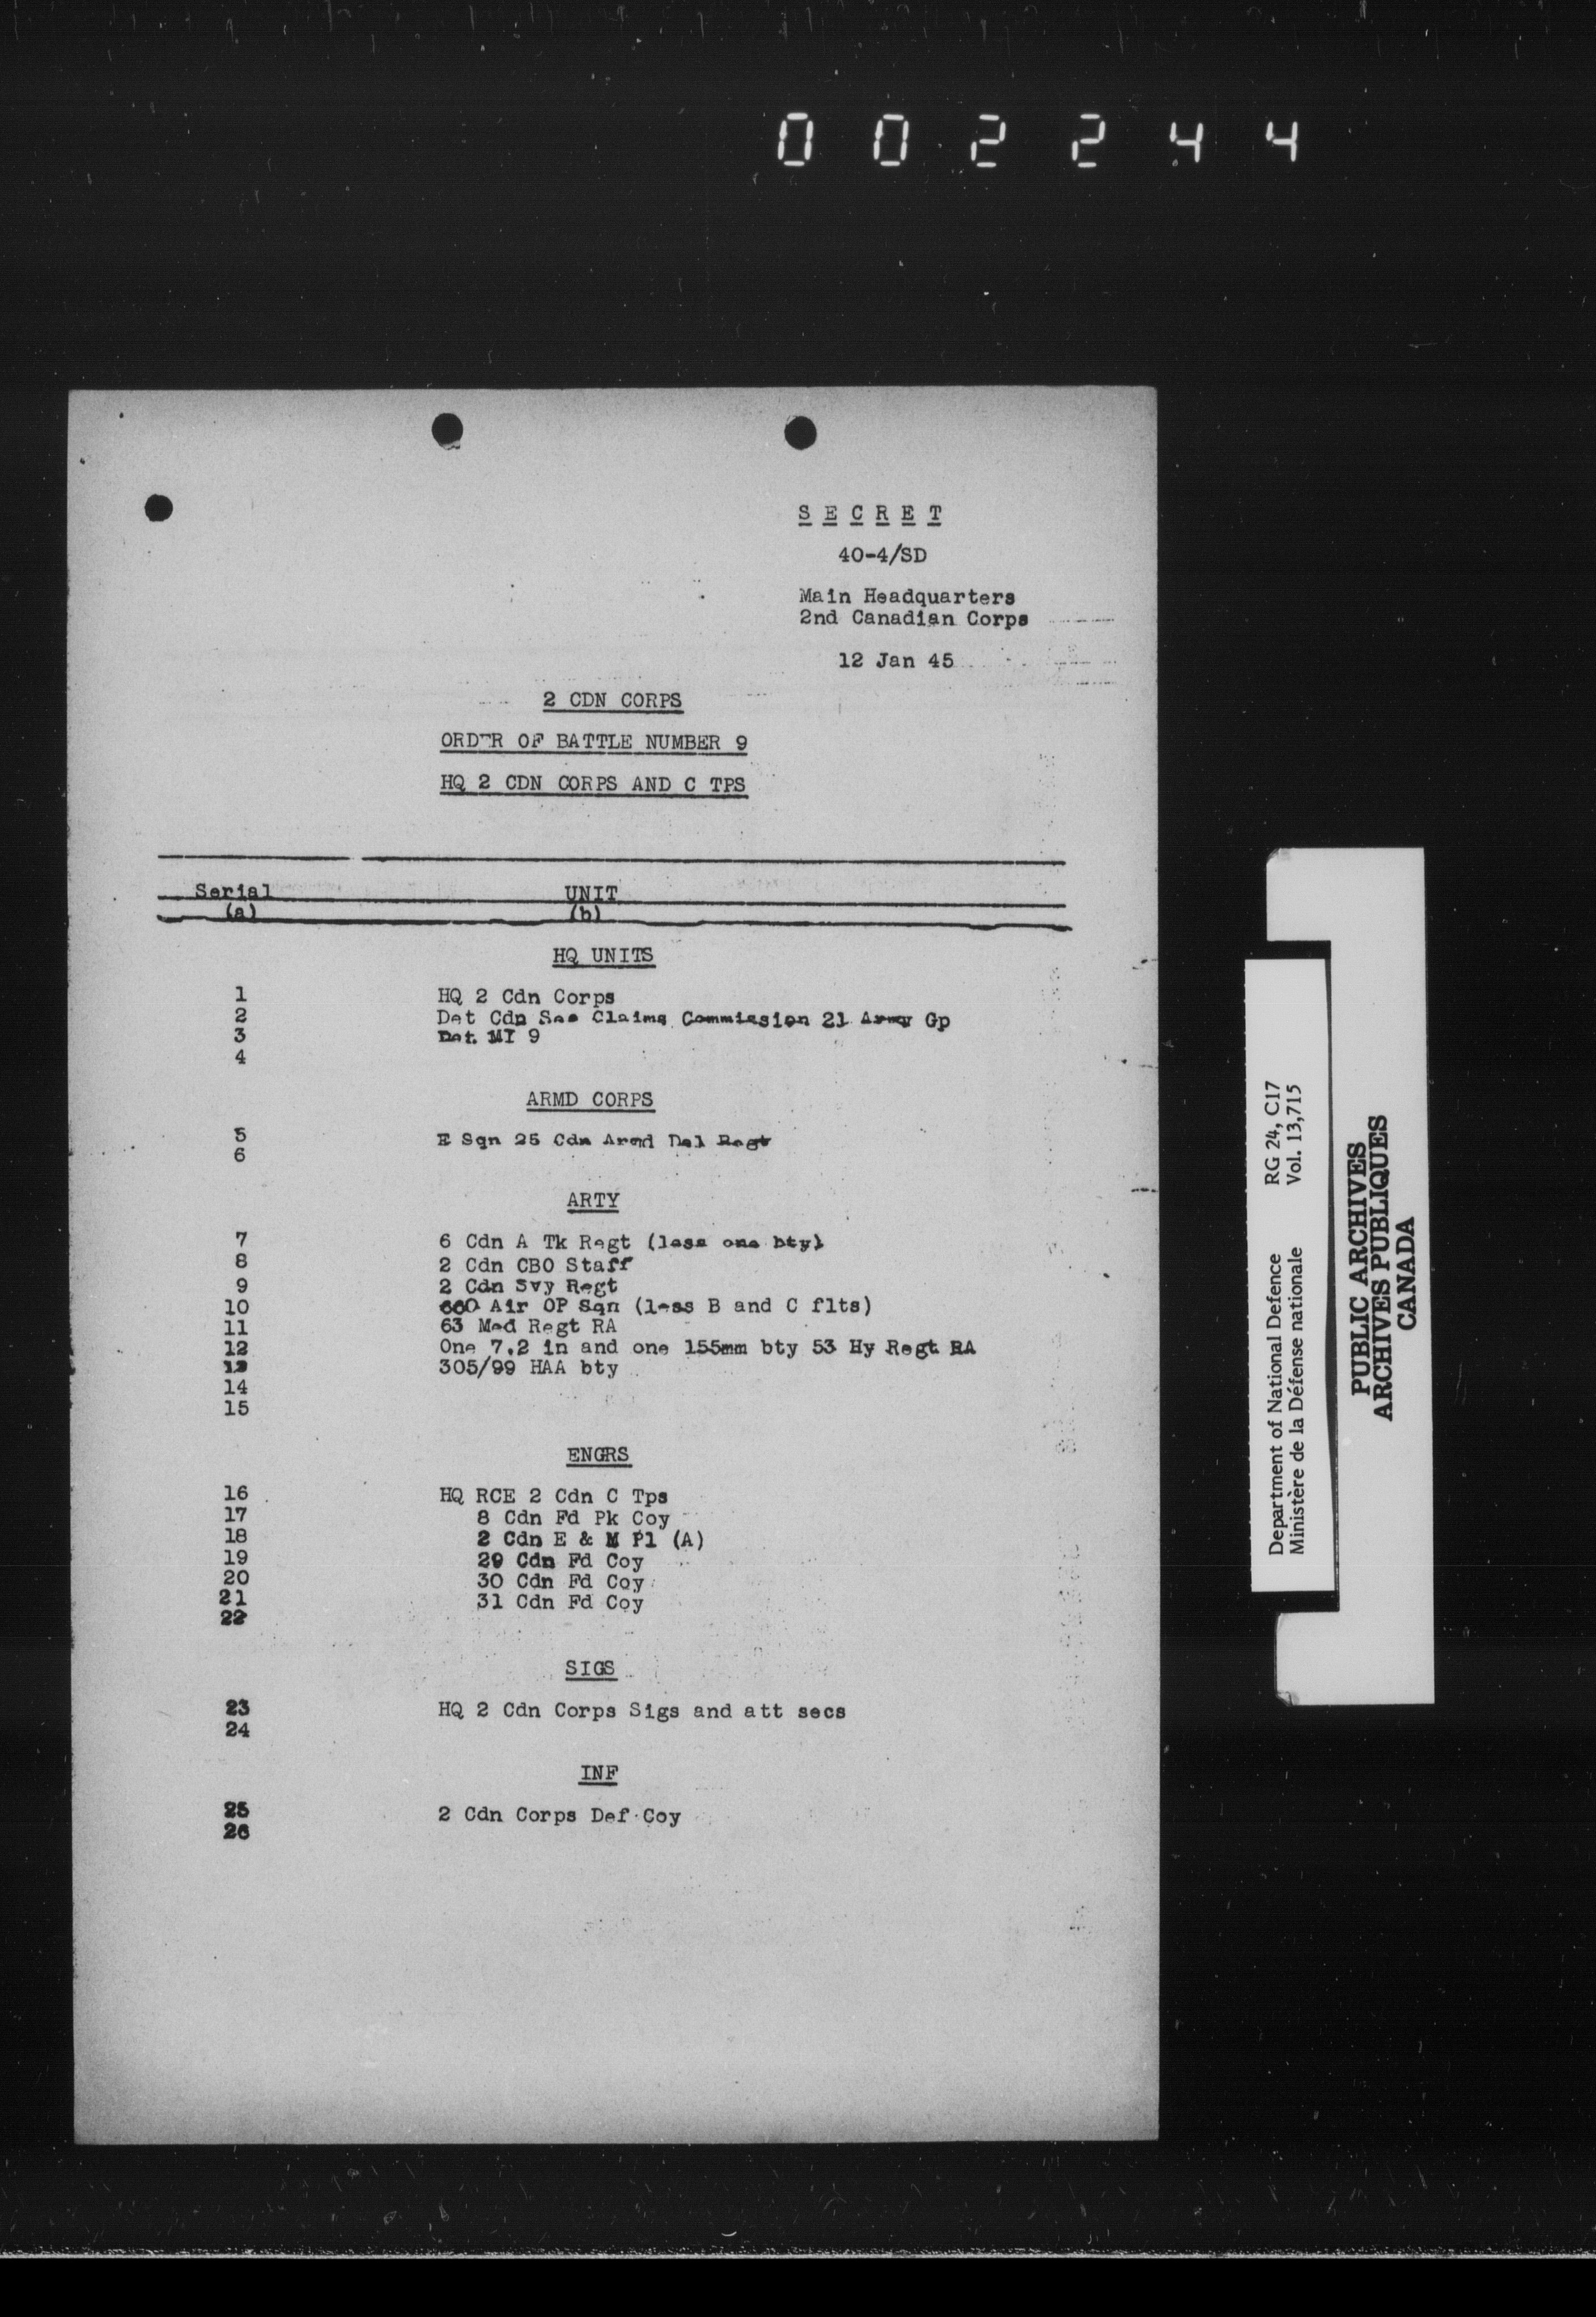 002244
S E C R E T
40-4/SD
Main Headquarters
2nd Canadian Corps
12 Jan 45
2 CDN CORPS
ORDER OF BATTLE NUMBER 9
HQ 2 CDN CORPS AND C TPS
Serial UNIT
(a) (b)
HQ UNITS
1 HQ 2 Cdn Corps
2 Det Cdn Sec Claims Commission 21 Army Gp
3 Det MI 9
4
ARMD CORPS
5 E Sqn 25 Cdn Armd Del Regt
6
ARTY
7 6 Cdn A Tk Regt (less one bty)
8 2 Cdn CBO Staff
9 2 Cdn Svy Regt
10 660 Air OP Sqn (less B and C flts)
11 63 Med Regt RA
12 One 7.2 in and one 155mm bty 53 Hy Regt RA
13 305/99 HAA bty
14
15
ENGRS
16 HQ RCE 2 Cdn C Tps
17 8 Cdn Fd Pk Coy
18 2 Cdn E & M Pl (A)
19 29 Cdn Fd Coy
20 30 Cdn Fd Coy
21 31 Cdn Fd Coy
22
SIGS
23 HQ 2 Cdn Corps Sigs and att secs
24
INF
25 2 Cdn Corps Def Coy
26
Department of National Defence RG 24, C17
Ministère de la Défense nationale Vol. 13,715
PUBLIC ARCHIVES
ARCHIVES PUBLIQUES
CANADA